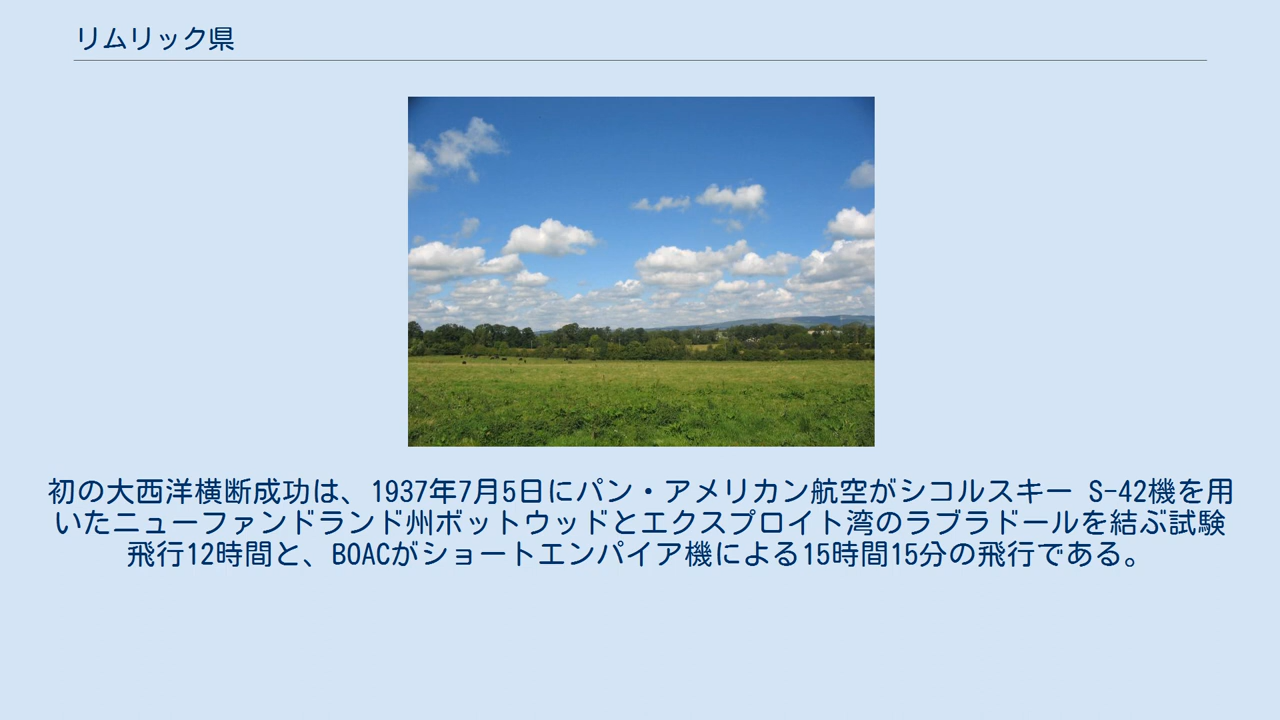 リムリック県
初の大西洋横断成功は、1937年7月5日にパン・アメリカン航空がシコルスキー S-42機を用
いたニューファンドランド州ボットウッドとエクスプロイト湾のラブラドールを結ぶ試験
飛行12時間と、BOACがショートエンパイア機による15時間15分の飛行である。